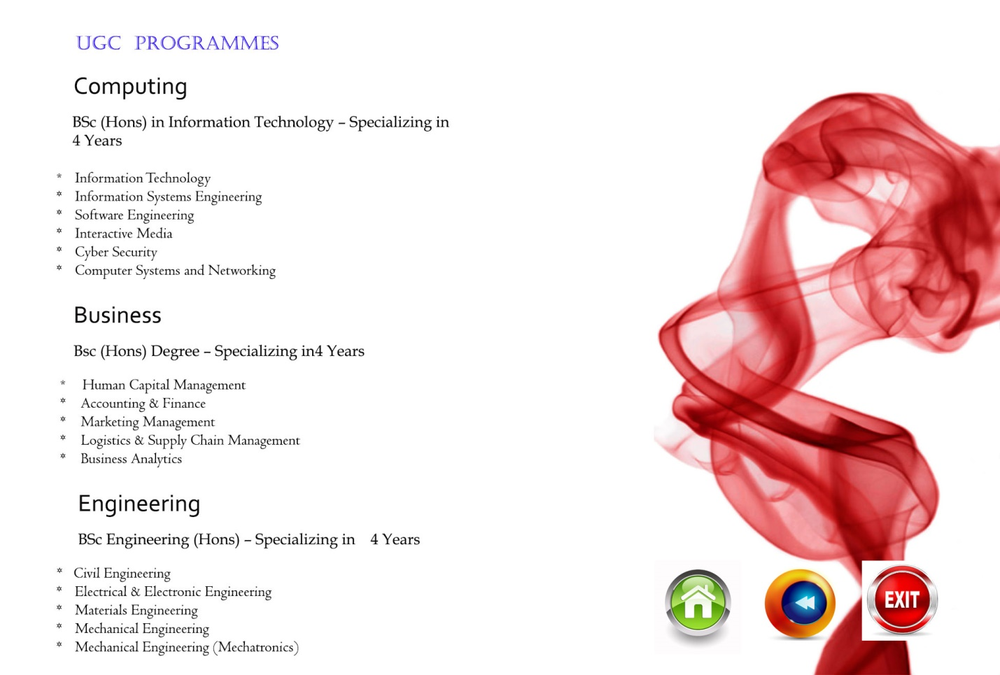 UGC PROGRAMMES
Computing
BSc (Hons) in Information Technology – Specializing in
4 Years
* Information Technology
* Information Systems Engineering
* Software Engineering
* Interactive Media
* Cyber Security
* Computer Systems and Networking
Business
Bsc (Hons) Degree – Specializing in4 Years
* Human Capital Management
* Accounting & Finance
* Marketing Management
* Logistics & Supply Chain Management
* Business Analytics
Engineering
BSc Engineering (Hons) – Specializing in 4 Years
* Civil Engineering
* Electrical & Electronic Engineering
* Materials Engineering
* Mechanical Engineering
* Mechanical Engineering (Mechatronics)
EXIT